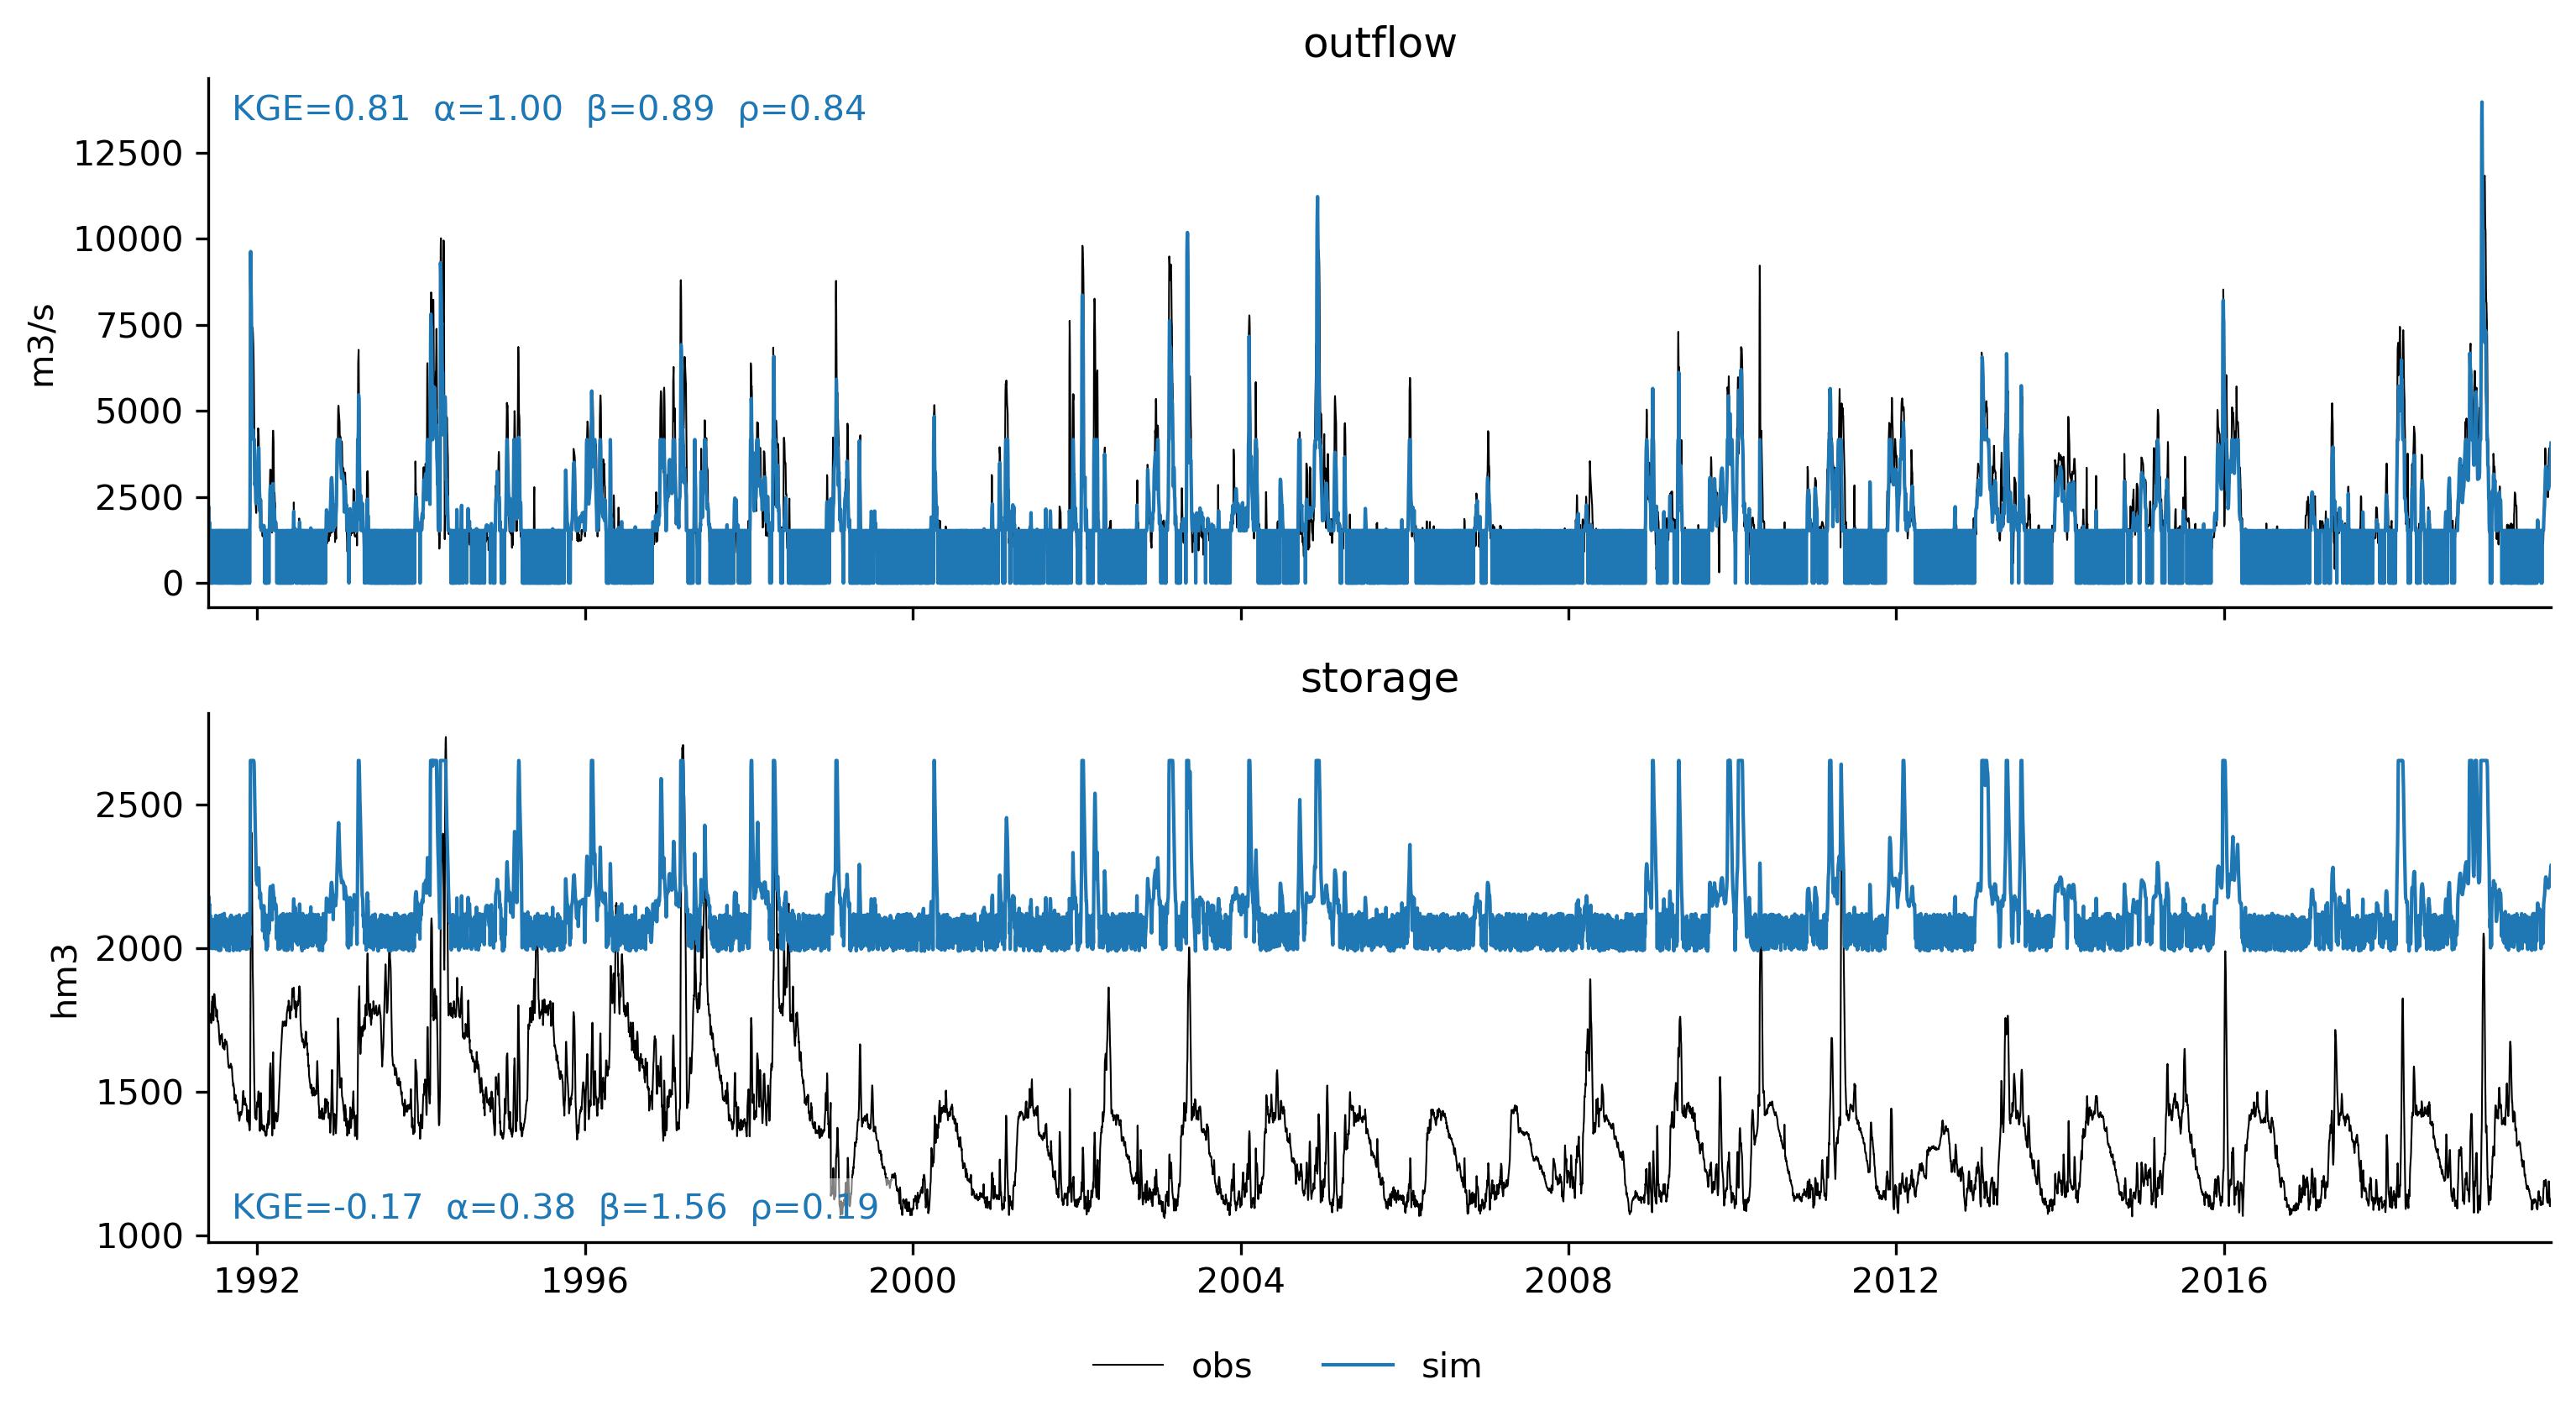 outflow
KGE=0.81 α=1.00 β=0.89 ρ=0.84
m3/s
12500
10000
7500
5000
2500
0
storage
hm3
2500
2000
1500
1000
KGE=-0.17 α=0.38 β=1.56 ρ=0.19
1992 1996 2000 2004 2008 2012 2016
obs sim